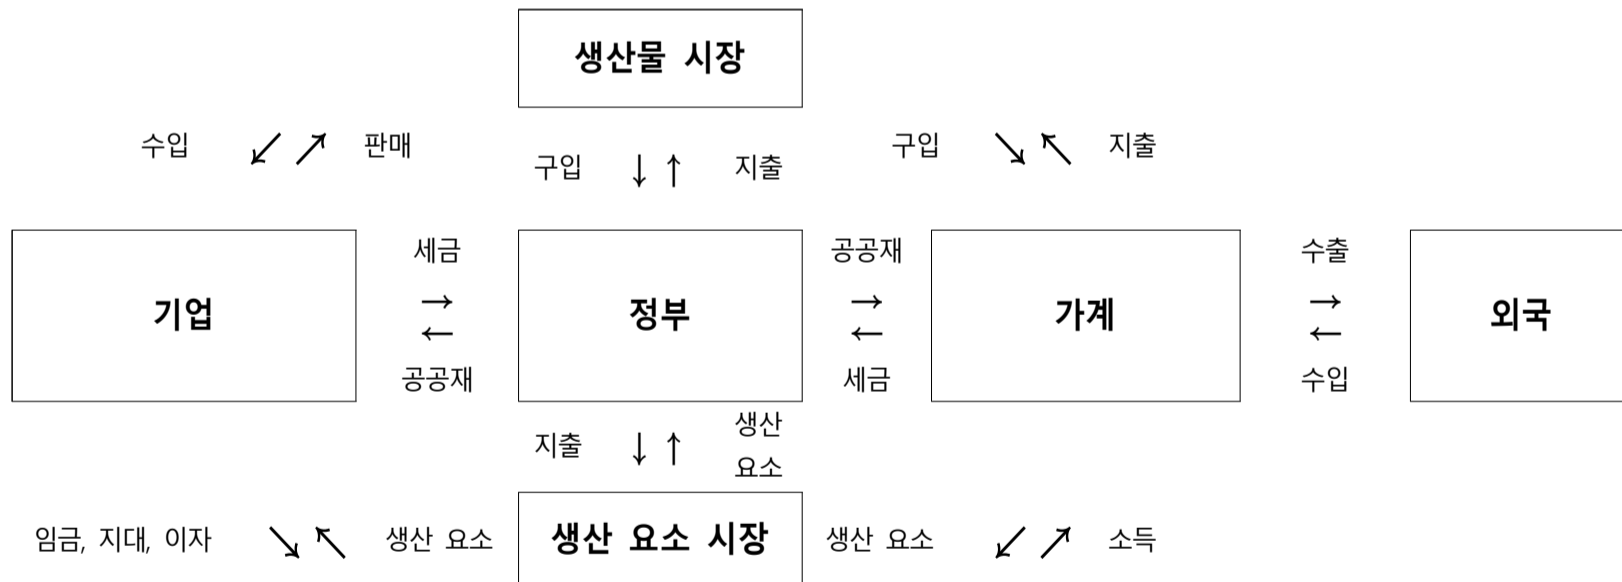 생산물 시장
수입 ↙ ↗ 판매
구입 ↓ ↑ 지출
구입 ↘ ↖ 지출
기업
세금
→
←
공공재
정부
공공재
→
←
세금
가계
수출
→
←
수입
외국
지출 ↓ ↑ 생산
요소
임금, 지대, 이자 ↘ ↖ 생산 요소
생산 요소 시장
생산 요소 ↙ ↗ 소득